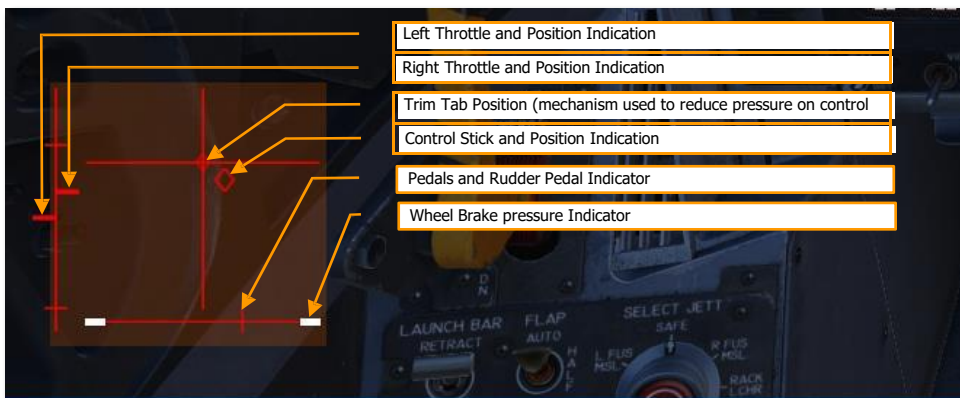 Left Throttle and Position Indication
Right Throttle and Position Indication
Trim Tab Position (mechanism used to reduce pressure on control
Control Stick and Position Indication
Pedals and Rudder Pedal Indicator
Wheel Brake pressure Indicator
DN
LAUNCH BAR
RETRACT
FLAP
AUTO
HALF
SELECT JETT
SAFE
L FUS
MSL
R FUS
MSL
RACK
LCHR